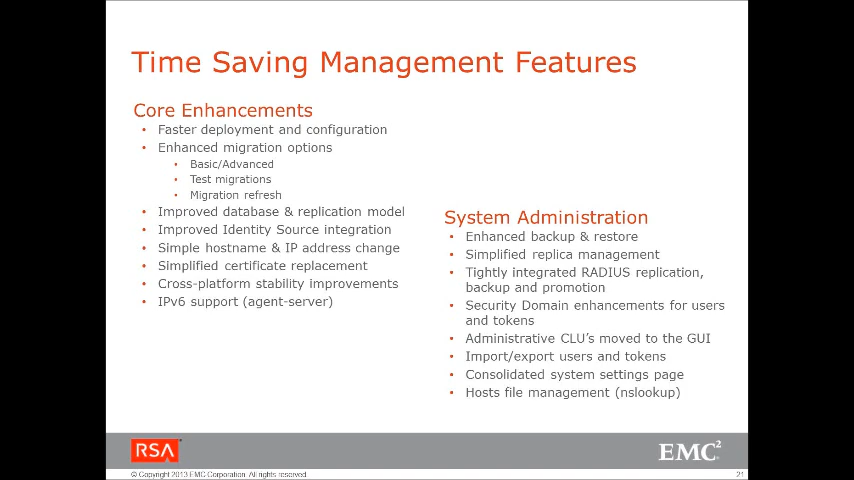 Time Saving Management Features
Core Enhancements
• Faster deployment and configuration
• Enhanced migration options
• Basic/Advanced
• Test migrations
• Migration refresh
• Improved database & replication model
• Improved Identity Source integration
• Simple hostname & IP address change
• Simplified certificate replacement
• Cross-platform stability improvements
• IPv6 support (agent-server)
System Administration
• Enhanced backup & restore
• Simplified replica management
• Tightly integrated RADIUS replication,
backup and promotion
• Security Domain enhancements for users
and tokens
• Administrative CLU's moved to the GUI
• Import/export users and tokens
• Consolidated system settings page
• Hosts file management (nslookup)
RSA
EMC²
© Copyright 2013 EMC Corporation. All rights reserved.
21